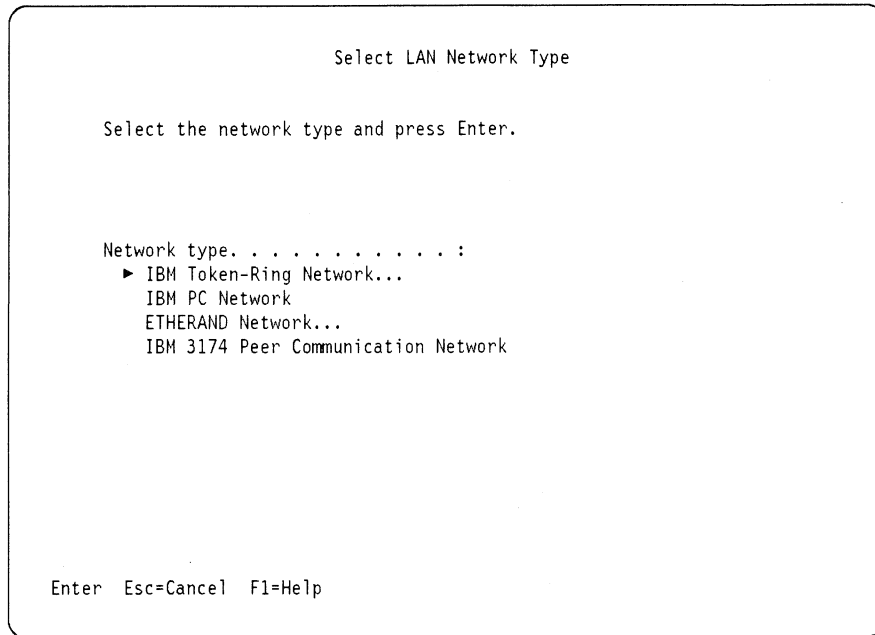 Select LAN Network Type
Select the network type and press Enter.
Network type. . . . . . . . . . . :
► IBM Token-Ring Network...
IBM PC Network
ETHERAND Network...
IBM 3174 Peer Communication Network
Enter  Esc=Cancel  F1=Help